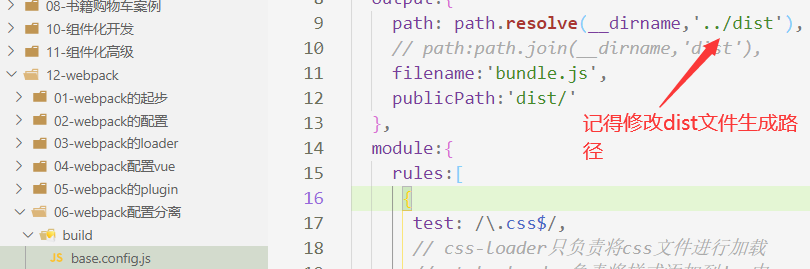 08-书籍购物车案例
10-组件化开发
11-组件化高级
12-webpack
01-webpack的起步
02-webpack的配置
03-webpack的loader
04-webpack配置vue
05-webpack的plugin
06-webpack配置分离
build
JS base.config.js
8 output:{
9 path: path.resolve(__dirname,'../dist'),
10 // path:path.join(__dirname,'dist'),
11 filename:'bundle.js',
12 publicPath:'dist/'
13 },
14 module:{
15 rules:[
16 {
17 test: /\.css$/,
18 // css-loader只负责将css文件进行加载
记得修改dist文件生成路
径